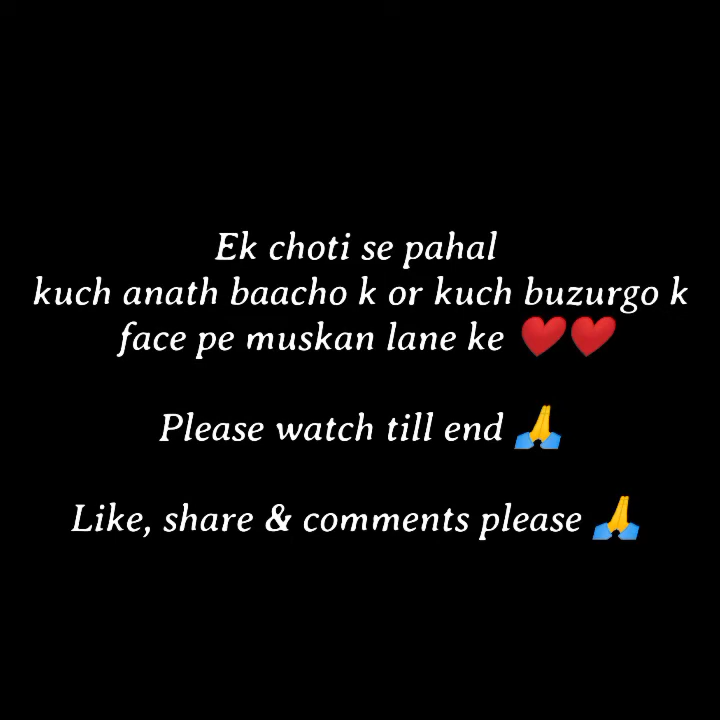 Ek choti se pahal
kuch anath baacho k or kuch buzurgo k
face pe muskan lane ke ❤️❤️
Please watch till end 🙏
Like, share & comments please 🙏